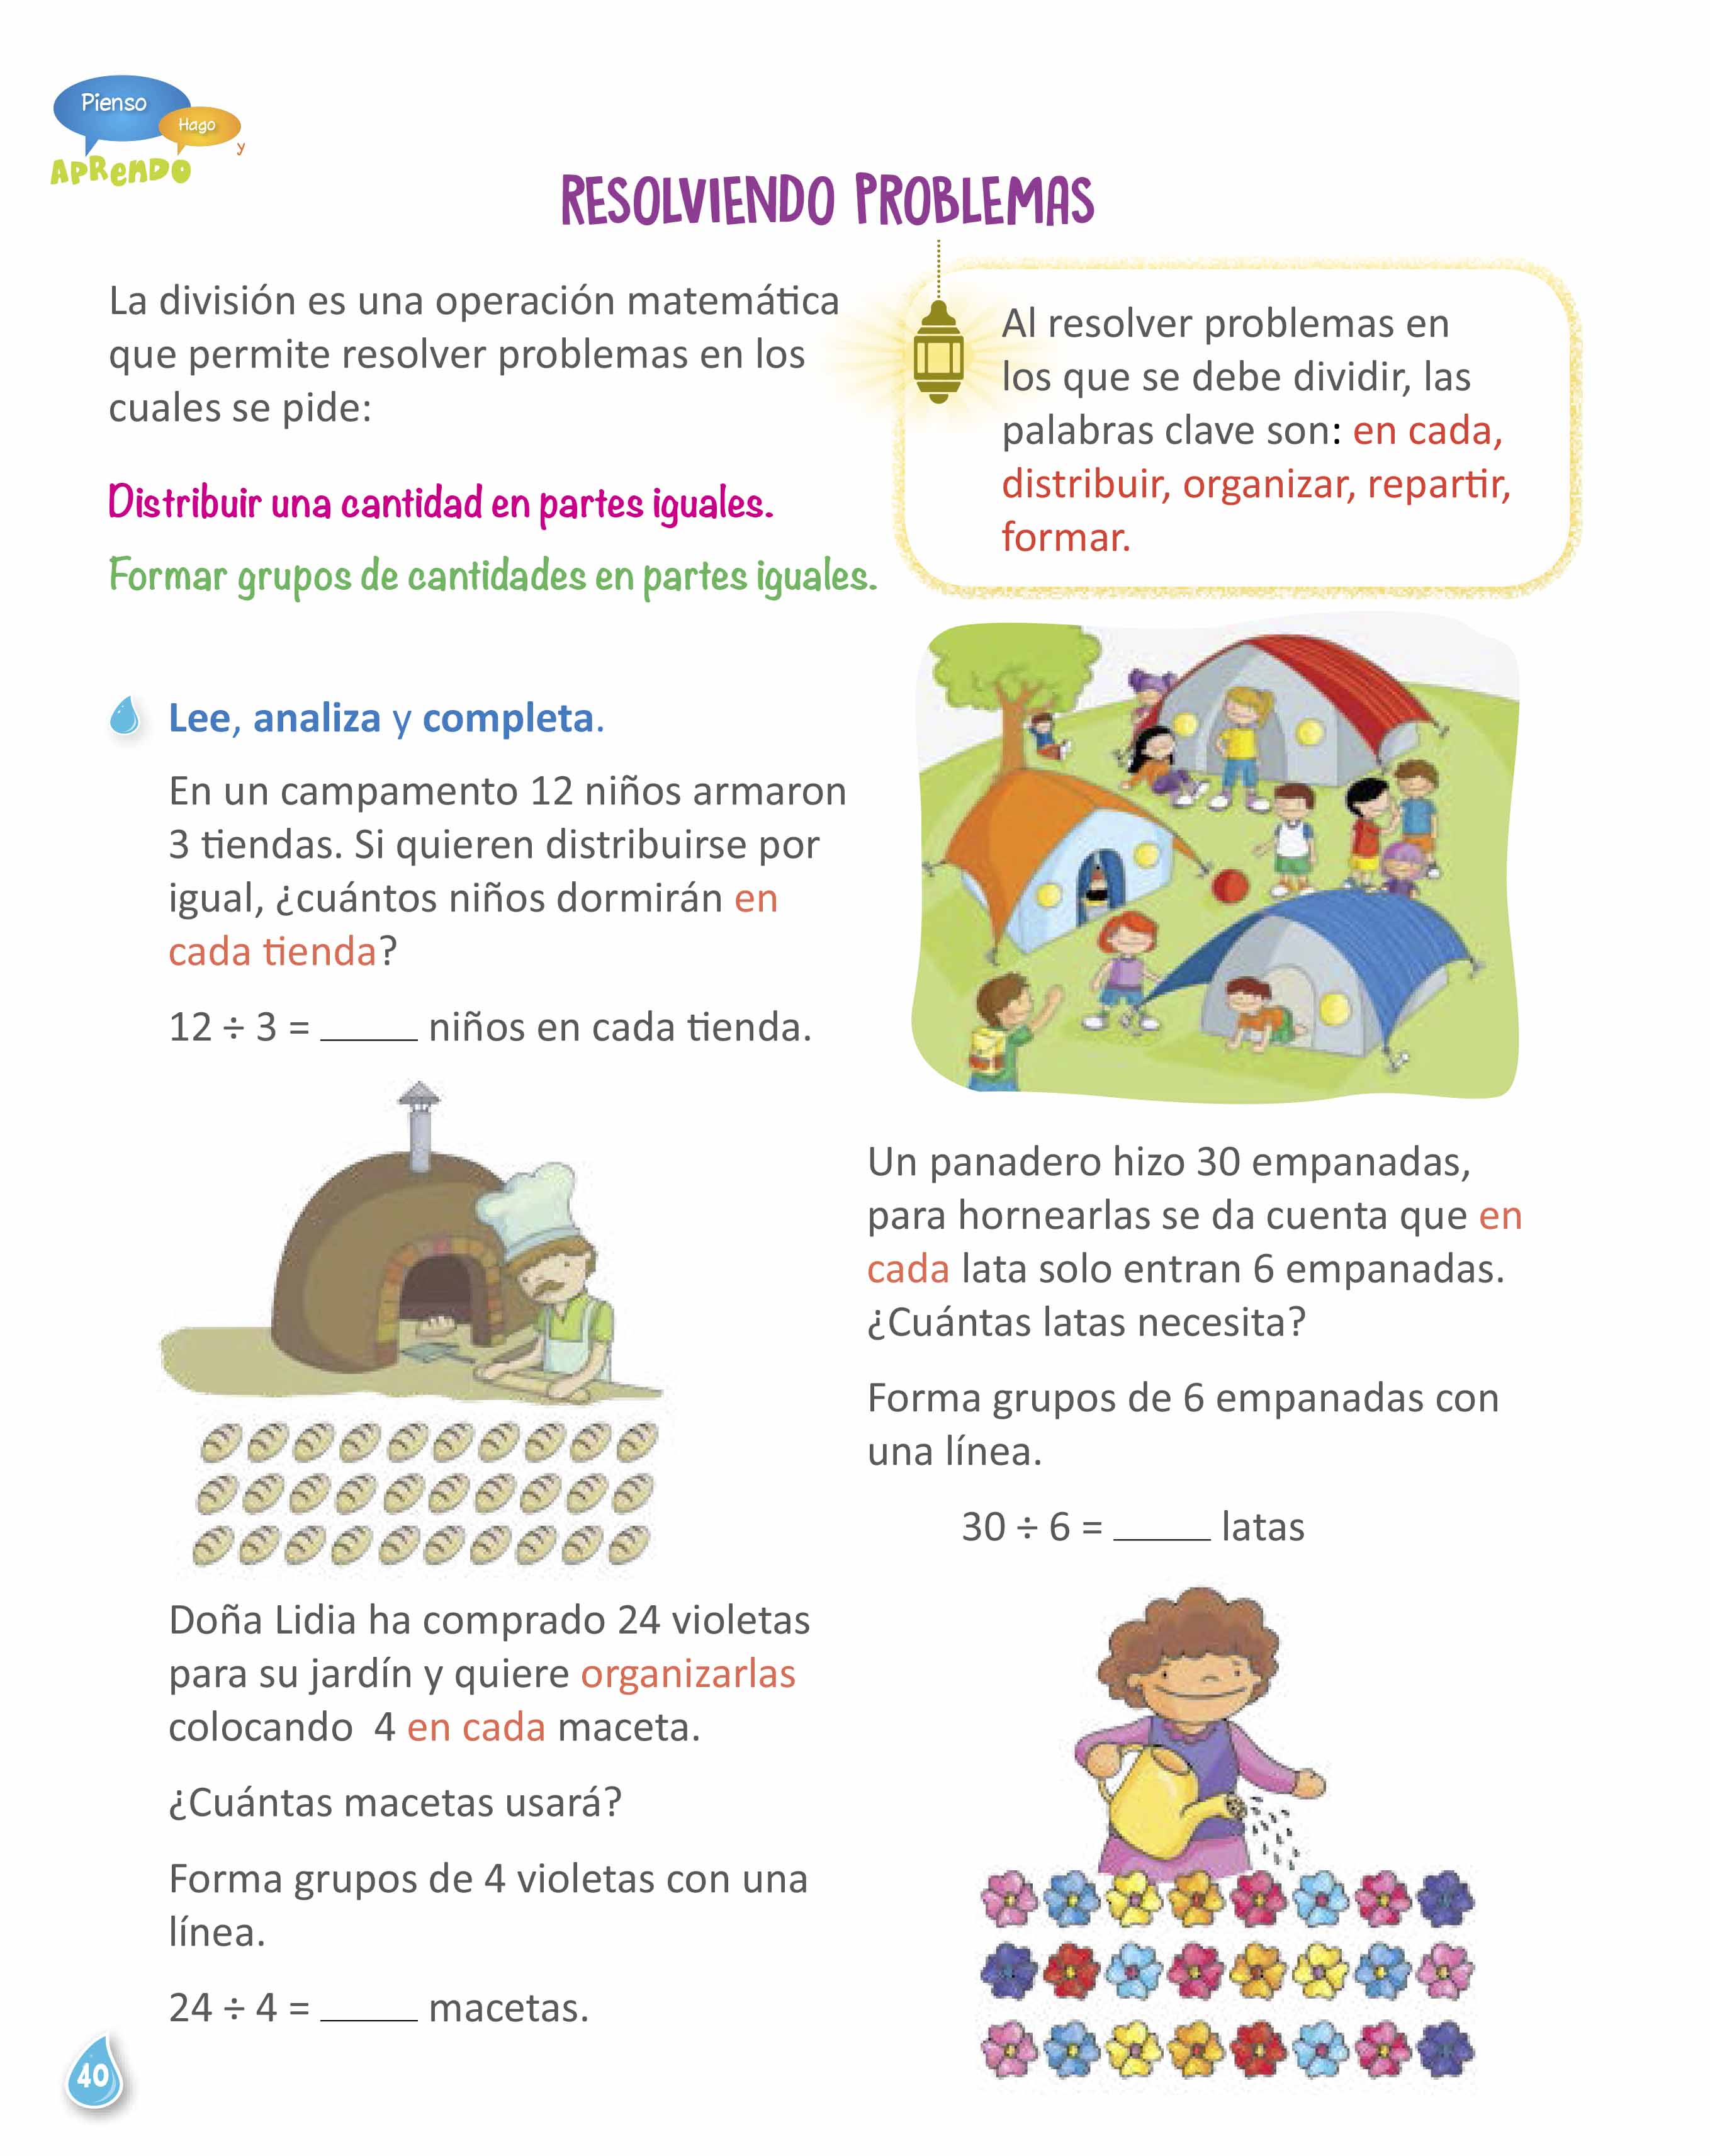 Pienso
Hago
y
APRENDO
RESOLVIENDO PROBLEMAS
La división es una operación matemática
que permite resolver problemas en los
cuales se pide:
Distribuir una cantidad en partes iguales.
Formar grupos de cantidades en partes iguales.
Al resolver problemas en
los que se debe dividir, las
palabras clave son: en cada,
distribuir, organizar, repartir,
formar.
Lee, analiza y completa.
En un campamento 12 niños armaron
3 tiendas. Si quieren distribuirse por
igual, ¿cuántos niños dormirán en
cada tienda?
12 ÷ 3 = _____ niños en cada tienda.
Un panadero hizo 30 empanadas,
para hornearlas se da cuenta que en
cada lata solo entran 6 empanadas.
¿Cuántas latas necesita?
Forma grupos de 6 empanadas con
una línea.
30 ÷ 6 = _____ latas
Doña Lidia ha comprado 24 violetas
para su jardín y quiere organizarlas
colocando 4 en cada maceta.
¿Cuántas macetas usará?
Forma grupos de 4 violetas con una
línea.
24 ÷ 4 = _____ macetas.
40